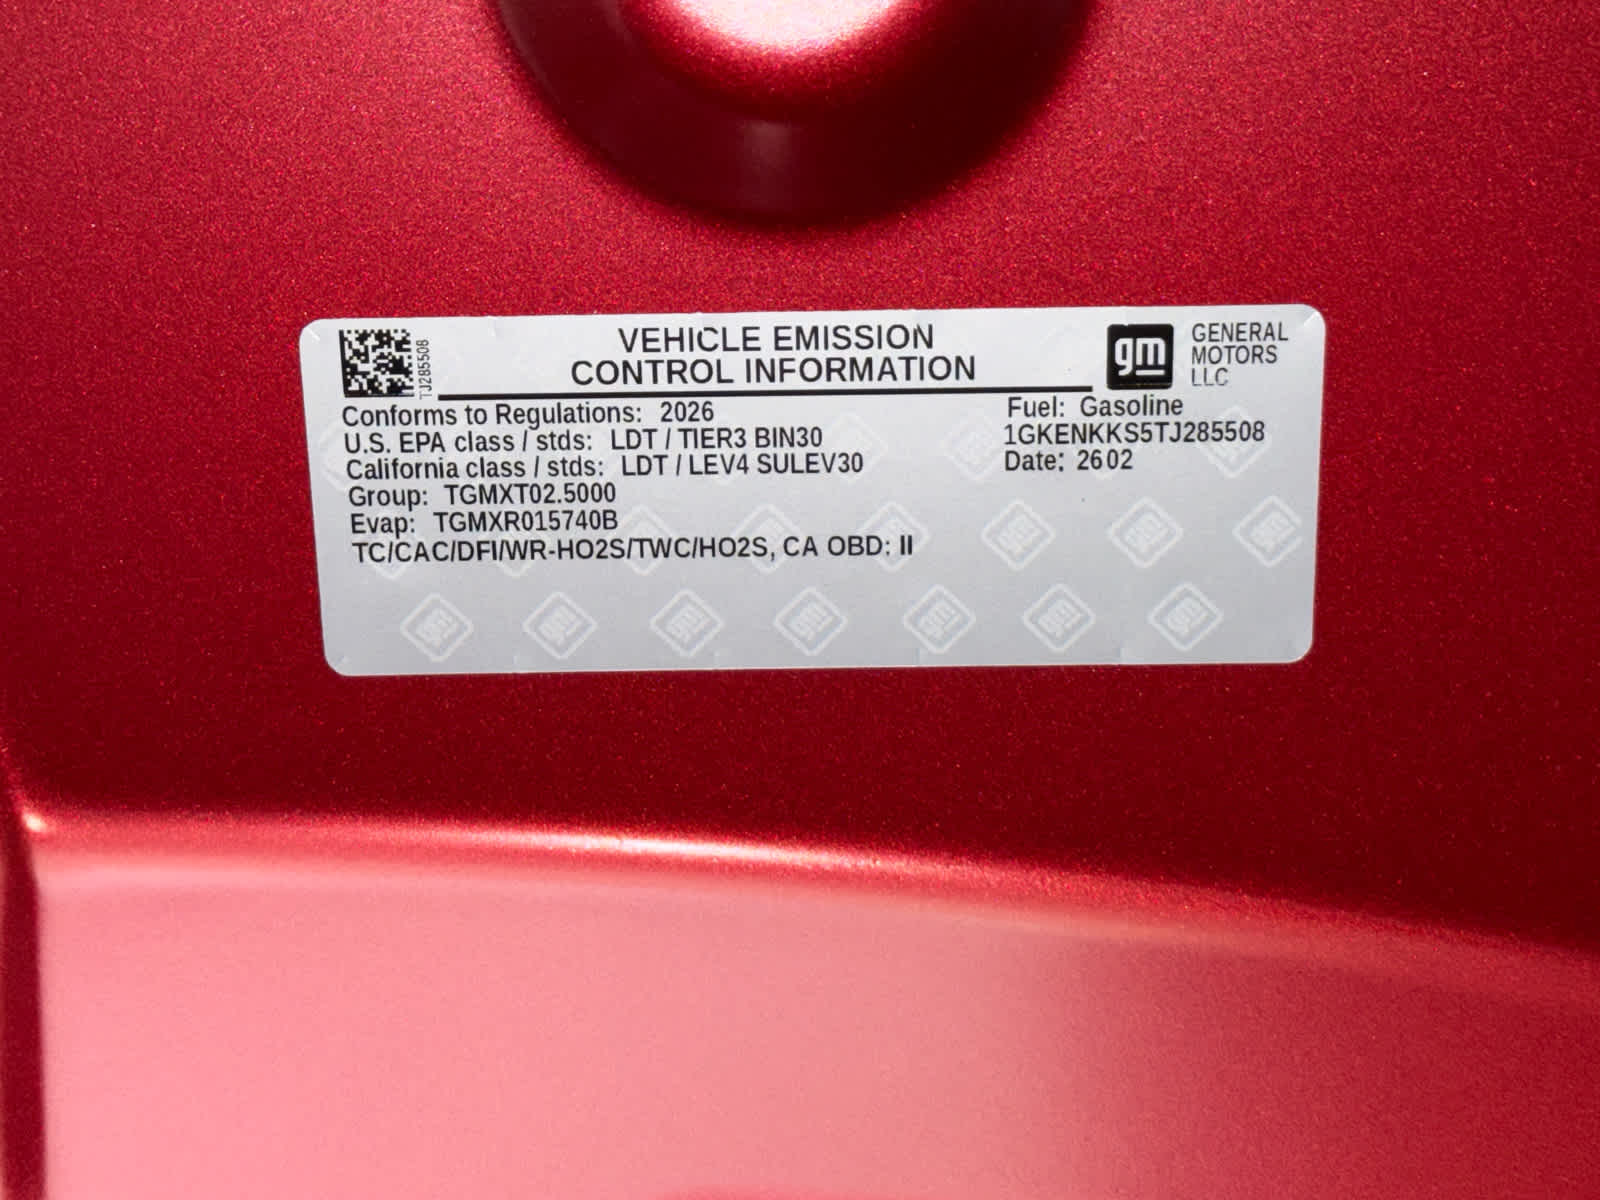 VEHICLE EMISSION
CONTROL INFORMATION
TJ285508
gm
GENERAL
MOTORS
LLC
Conforms to Regulations: 2026
U.S. EPA class / stds: LDT / TIER3 BIN30
California class / stds: LDT / LEV4 SULEV30
Group: TGMXT02.5000
Evap: TGMXR015740B
TC/CAC/DFI/WR-HO2S/TWC/HO2S, CA OBD: II
Fuel: Gasoline
1GKENKKS5TJ285508
Date: 2602